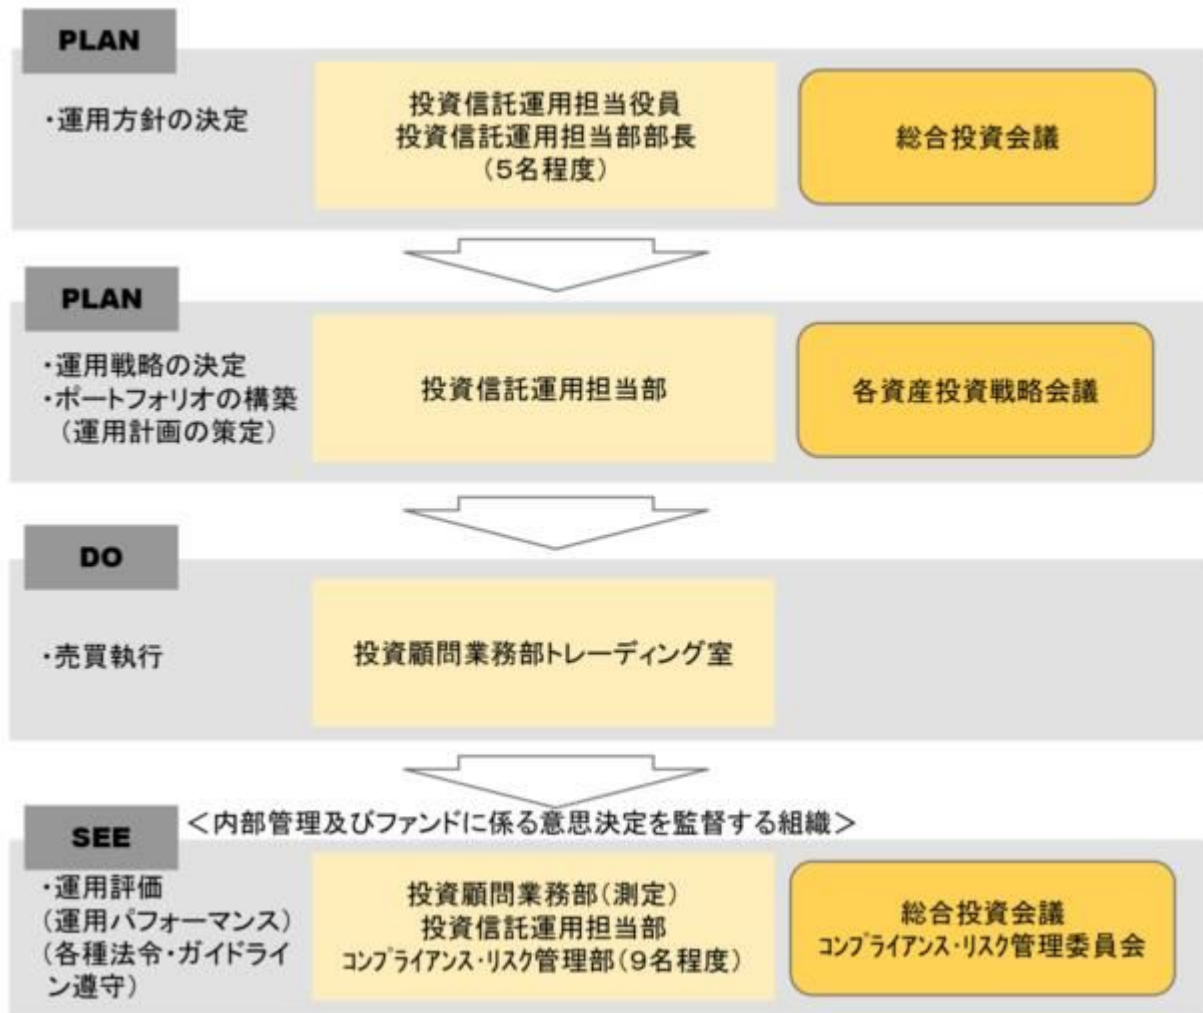 PLAN
・運用方針の決定
投資信託運用担当役員
投資信託運用担当部部長
(5名程度)
総合投資会議
PLAN
・運用戦略の決定
・ポートフォリオの構築
(運用計画の策定)
投資信託運用担当部
各資産投資戦略会議
DO
・売買執行
投資顧問業務部トレーディング室
SEE
＜内部管理及びファンドに係る意思決定を監督する組織＞
・運用評価
(運用パフォーマンス)
(各種法令・ガイドライ
ン遵守)
投資顧問業務部(測定)
投資信託運用担当部
ｺﾝﾌﾟﾗｲｱﾝｽ・ﾘｽｸ管理部(9名程度)
総合投資会議
ｺﾝﾌﾟﾗｲｱﾝｽ・ﾘｽｸ管理委員会